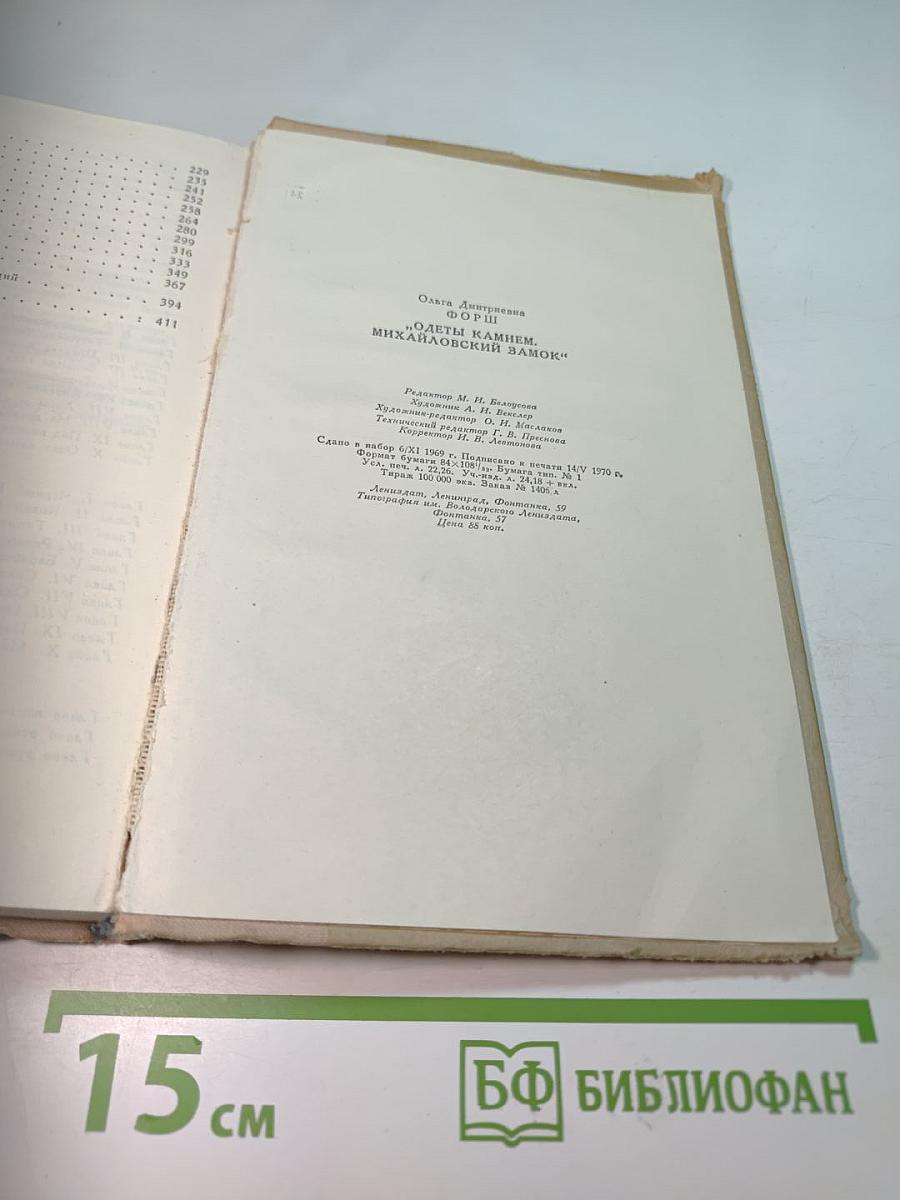 229
235
241
252
258
264
280
299
316
333
349
367
394
411
Ольга Дмитриевна
ФОРШ
„ОДЕТЫ КАМНЕМ.
МИХАЙЛОВСКИЙ ЗАМОК“
Редактор М. И. Белоусова
Художник А. И. Векслер
Художник-редактор О. И. Маслаков
Технический редактор Г. В. Преснова
Корректор И. В. Левтонова
Сдано в набор 6/XI 1969 г. Подписано к печати 14/V 1970 г.
Формат бумаги 84×108¹/₃₂. Бумага тип. № 1
Усл. печ. л. 22,26. Уч.-изд. л. 24,18 + вкл.
Тираж 100 000 экз. Заказ № 1406 л
Лениздат, Ленинград, Фонтанка, 59
Типография им. Володарского Лениздата,
Фонтанка, 57
Цена 88 коп.
15 см
БФ БИБЛИОФАН